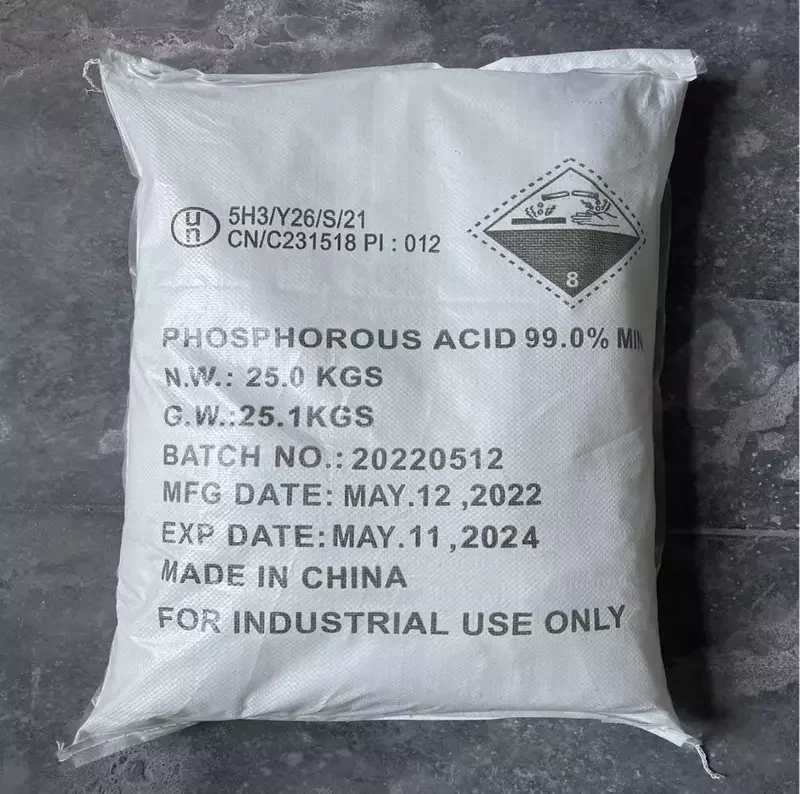 un 5H3/Y26/S/21
CN/C231518 PI : 012
8
PHOSPHOROUS ACID 99.0% MIN
N.W.: 25.0 KGS
G.W.:25.1KGS
BATCH NO.: 20220512
MFG DATE: MAY.12 ,2022
EXP DATE:MAY.11 ,2024
MADE IN CHINA
FOR INDUSTRIAL USE ONLY